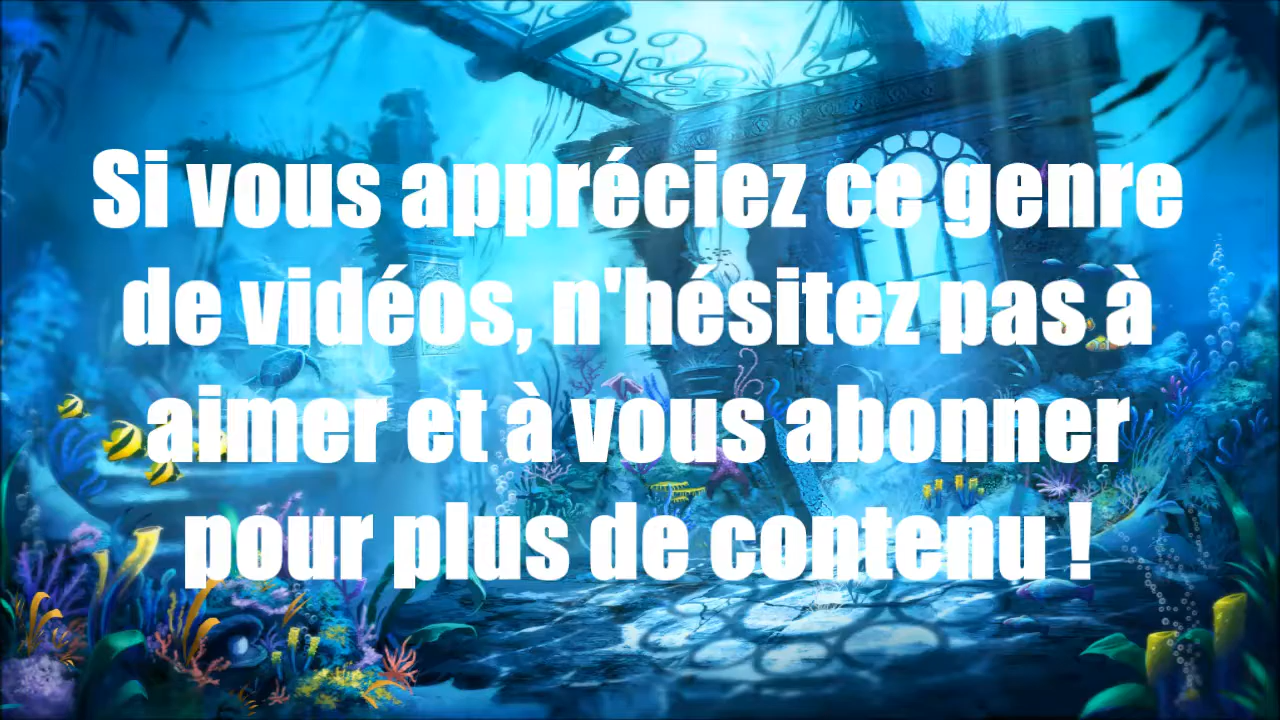 Si vous appréciez ce genre
de vidéos, n'hésitez pas à
aimer et à vous abonner
pour plus de contenu !